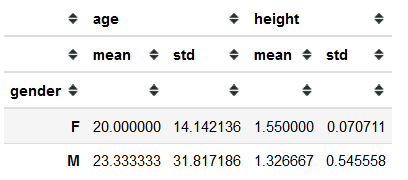 age height
mean std mean std
gender
F 20.000000 14.142136 1.550000 0.070711
M 23.333333 31.817186 1.326667 0.545558